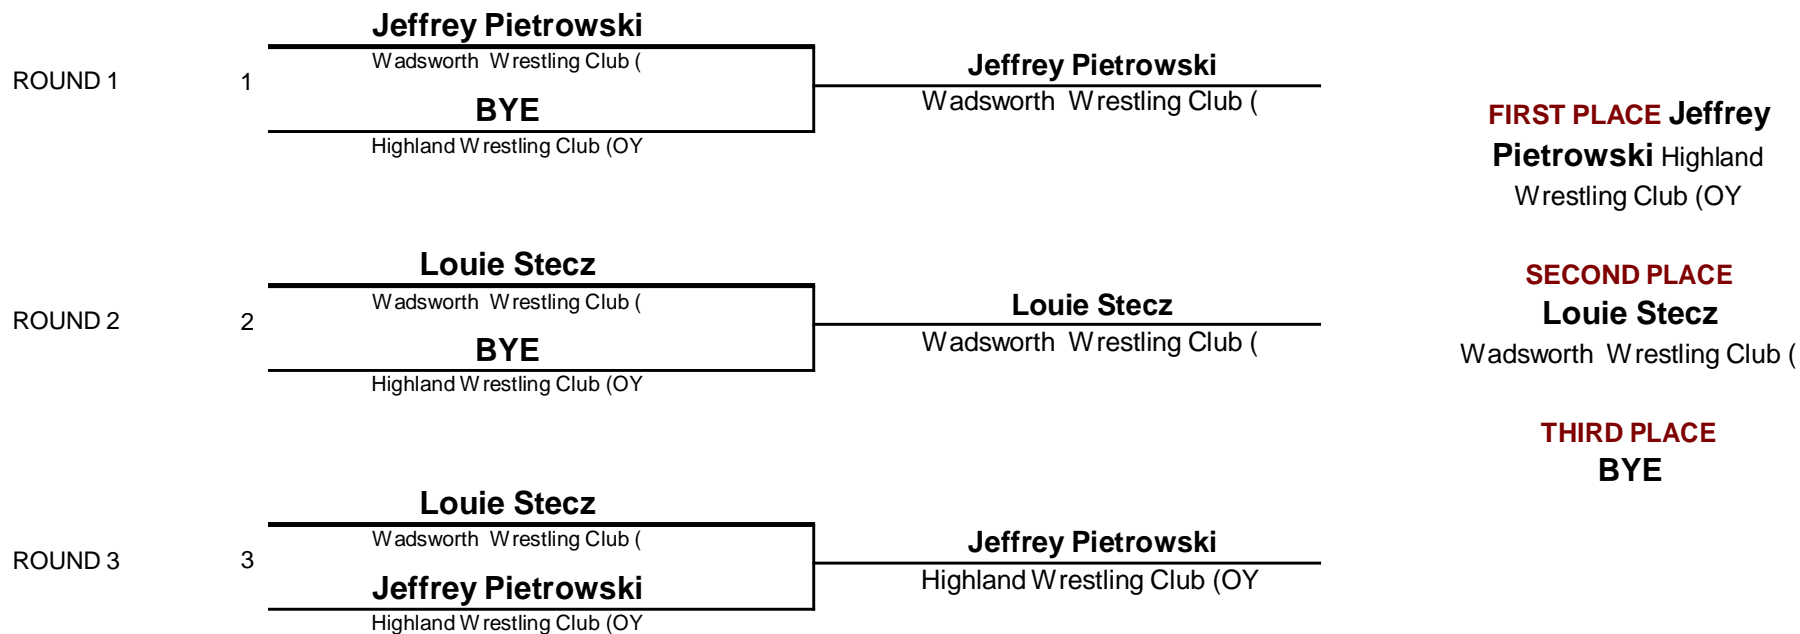 Jeffrey Pietrowski
Wadsworth Wrestling Club (
ROUND 1
1
BYE
Highland Wrestling Club (OY
Jeffrey Pietrowski
Wadsworth Wrestling Club (
Louie Stecz
Wadsworth Wrestling Club (
ROUND 2
2
BYE
Highland Wrestling Club (OY
Louie Stecz
Wadsworth Wrestling Club (
Louie Stecz
Wadsworth Wrestling Club (
ROUND 3
3
Jeffrey Pietrowski
Highland Wrestling Club (OY
Jeffrey Pietrowski
Highland Wrestling Club (OY
FIRST PLACE Jeffrey
Pietrowski Highland
Wrestling Club (OY
SECOND PLACE
Louie Stecz
Wadsworth Wrestling Club (
THIRD PLACE
BYE